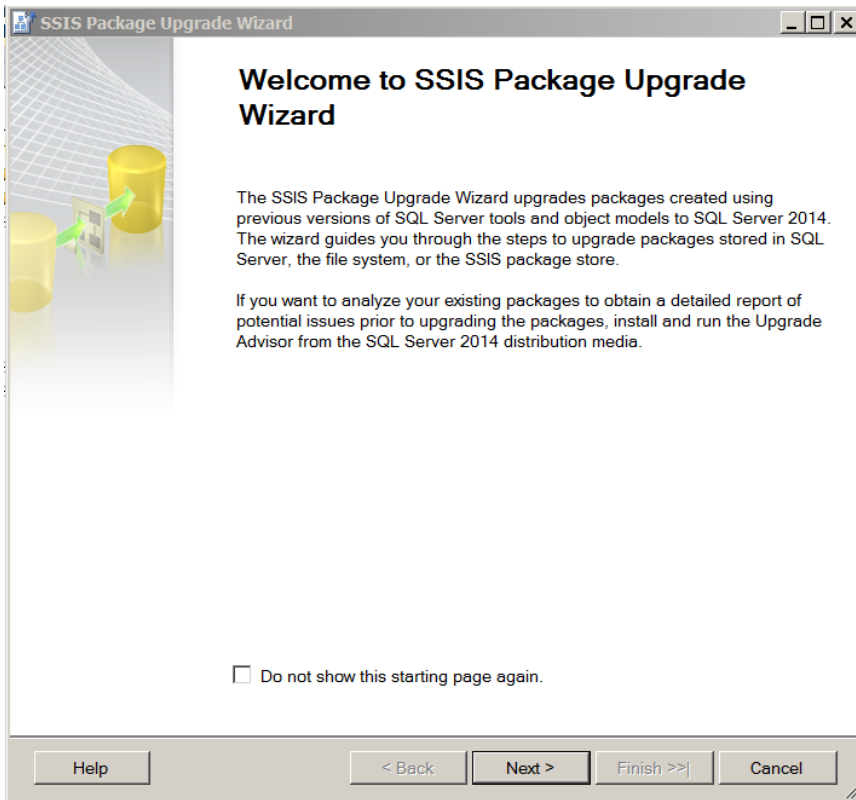 SSIS Package Upgrade Wizard
Welcome to SSIS Package Upgrade
Wizard
The SSIS Package Upgrade Wizard upgrades packages created using
previous versions of SQL Server tools and object models to SQL Server 2014.
The wizard guides you through the steps to upgrade packages stored in SQL
Server, the file system, or the SSIS package store.
If you want to analyze your existing packages to obtain a detailed report of
potential issues prior to upgrading the packages, install and run the Upgrade
Advisor from the SQL Server 2014 distribution media.
Do not show this starting page again.
Help < Back Next > Finish >>| Cancel